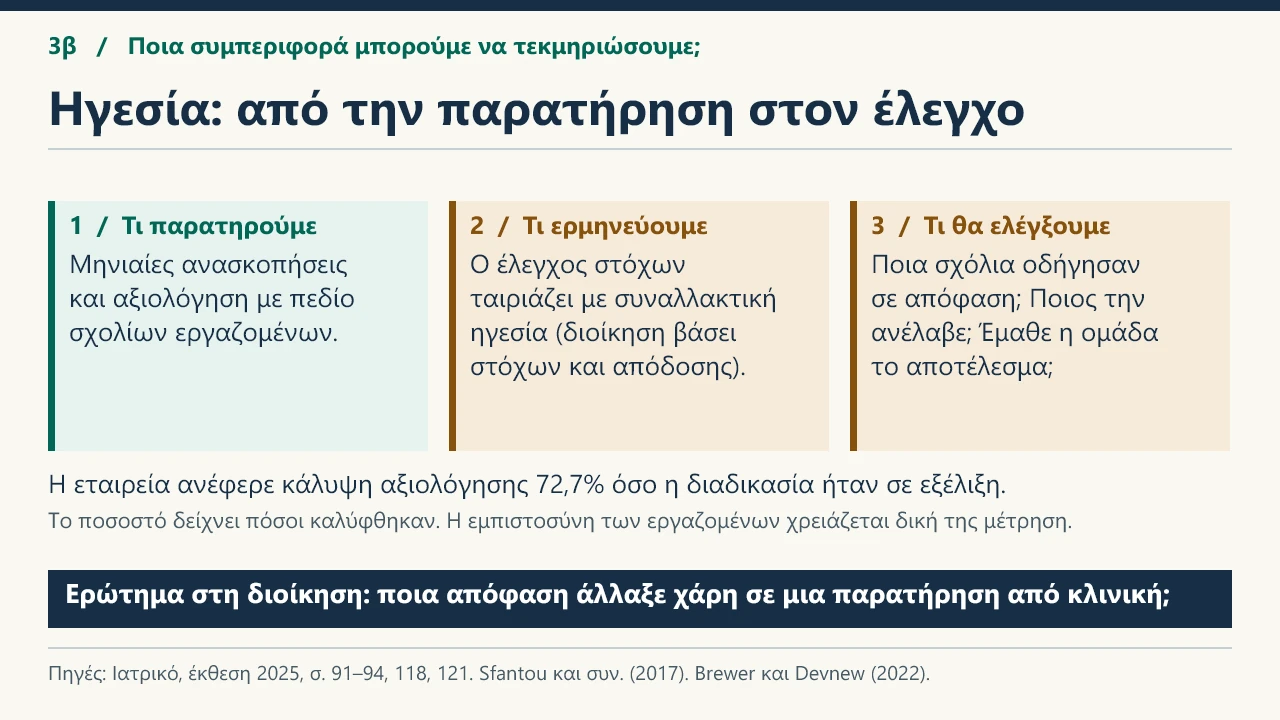 3β / Ποια συμπεριφορά μπορούμε να τεκμηριώσουμε;
Ηγεσία: από την παρατήρηση στον έλεγχο
1 / Τι παρατηρούμε
Μηνιαίες ανασκοπήσεις
και αξιολόγηση με πεδίο
σχολίων εργαζομένων.
2 / Τι ερμηνεύουμε
Ο έλεγχος στόχων
ταιριάζει με συναλλακτική
ηγεσία (διοίκηση βάσει
στόχων και απόδοσης).
3 / Τι θα ελέγξουμε
Ποια σχόλια οδήγησαν
σε απόφαση; Ποιος την
ανέλαβε; Έμαθε η ομάδα
το αποτέλεσμα;
Η εταιρεία ανέφερε κάλυψη αξιολόγησης 72,7% όσο η διαδικασία ήταν σε εξέλιξη.
Το ποσοστό δείχνει πόσοι καλύφθηκαν. Η εμπιστοσύνη των εργαζομένων χρειάζεται δική της μέτρηση.
Ερώτημα στη διοίκηση: ποια απόφαση άλλαξε χάρη σε μια παρατήρηση από κλινική;
Πηγές: Ιατρικό, έκθεση 2025, σ. 91–94, 118, 121. Sfantou και συν. (2017). Brewer και Devnew (2022).